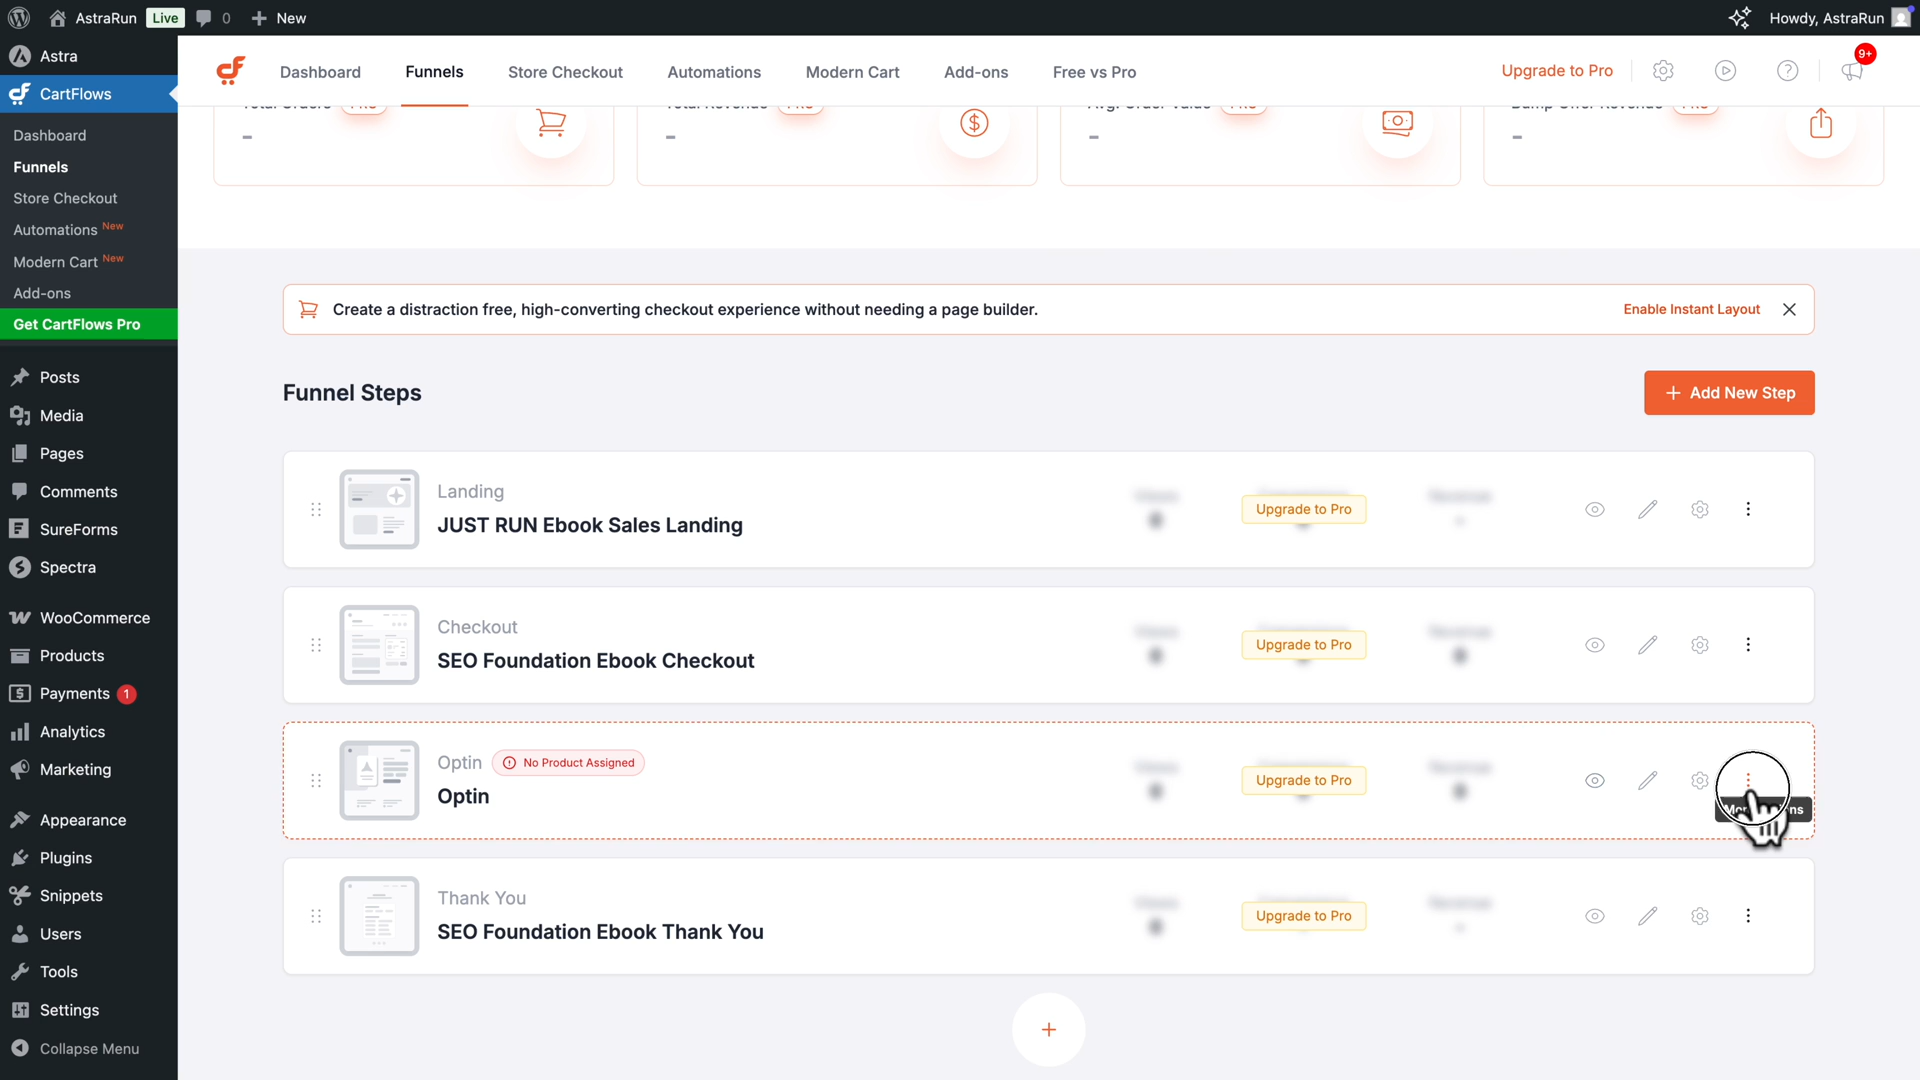 AstraRun Live 0 New
Howdy, AstraRun
Astra
CartFlows
Dashboard
Funnels
Store Checkout
Automations New
Modern Cart New
Add-ons
Get CartFlows Pro
Posts
Media
Pages
Comments
SureForms
Spectra
WooCommerce
Products
Payments 1
Analytics
Marketing
Appearance
Plugins
Snippets
Users
Tools
Settings
Collapse Menu
Dashboard Funnels Store Checkout Automations Modern Cart Add-ons Free vs Pro
Upgrade to Pro 9+
- - - -
Create a distraction free, high-converting checkout experience without needing a page builder.
Enable Instant Layout
Funnel Steps
+ Add New Step
Landing
JUST RUN Ebook Sales Landing
Upgrade to Pro
Checkout
SEO Foundation Ebook Checkout
Upgrade to Pro
Optin No Product Assigned
Optin
Upgrade to Pro
Thank You
SEO Foundation Ebook Thank You
Upgrade to Pro
+